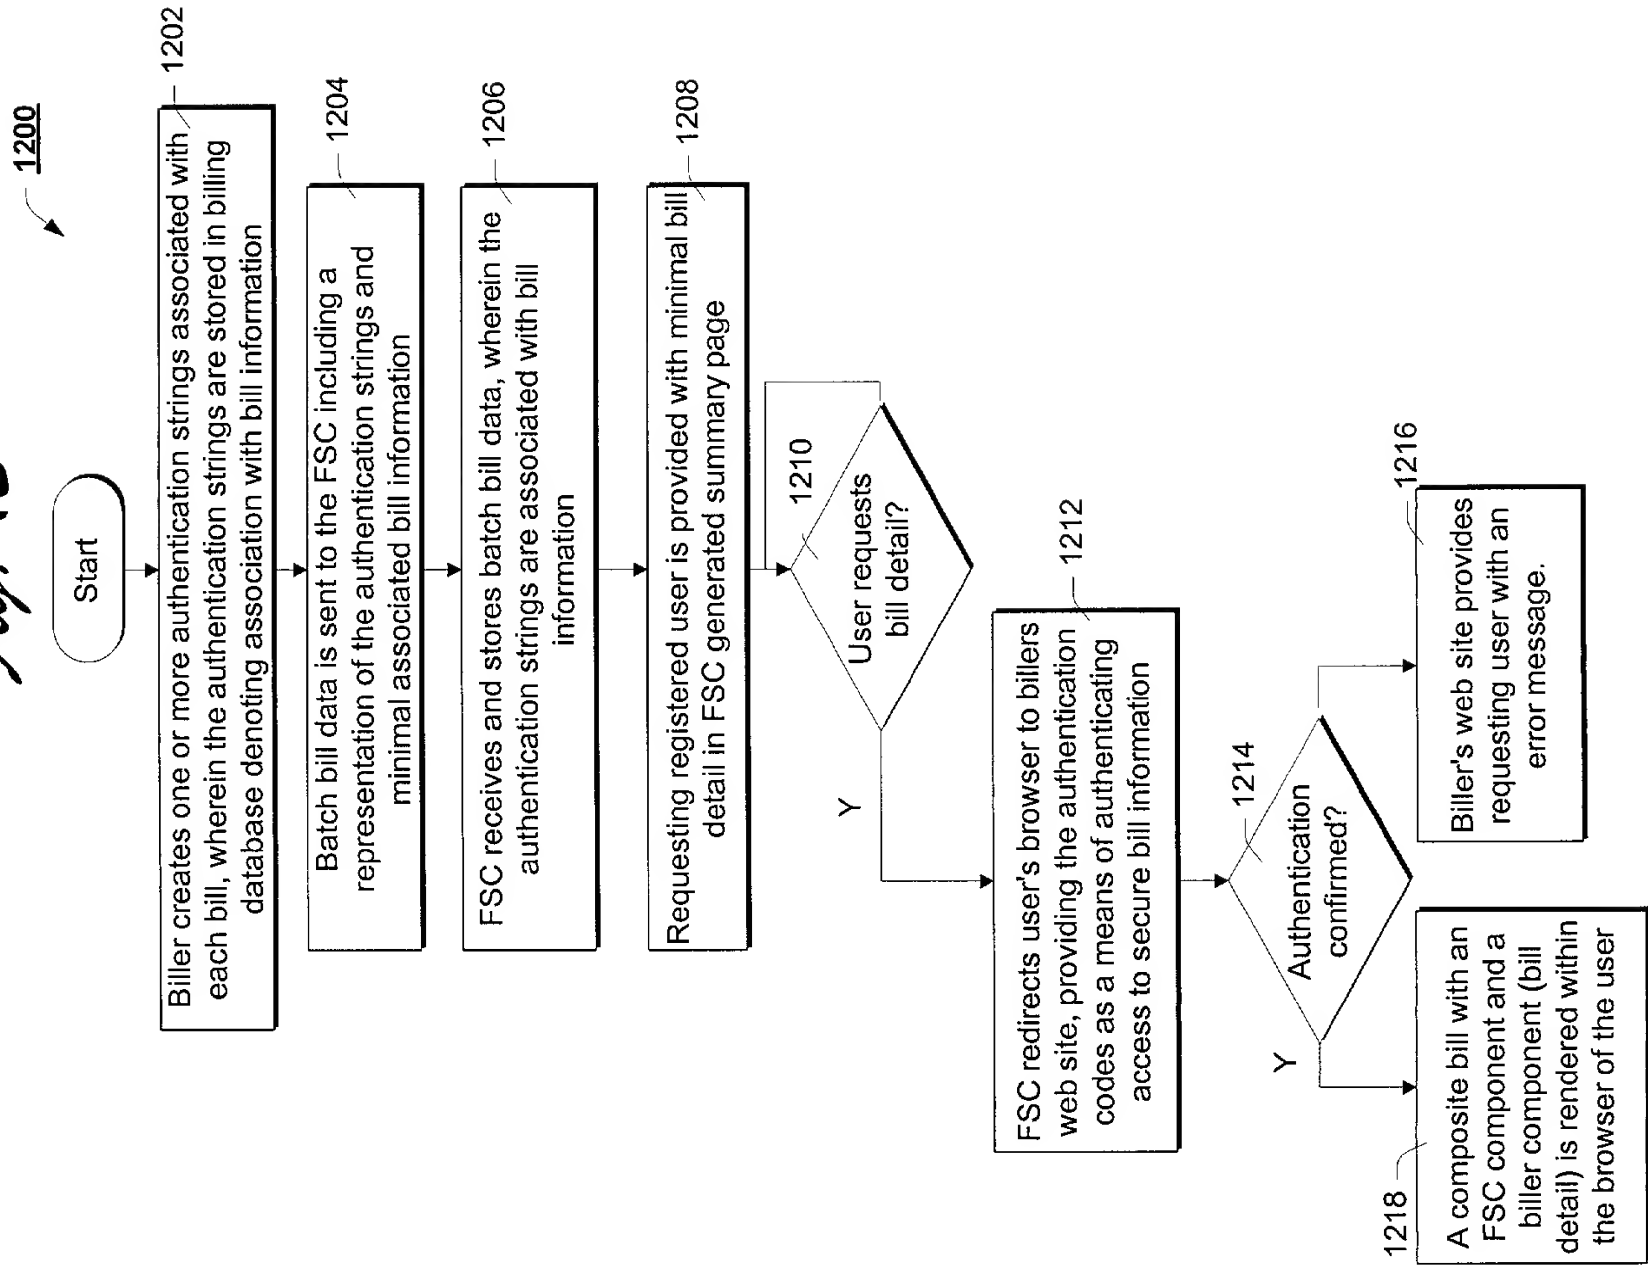 1200
Start
Biller creates one or more authentication strings associated with
each bill, wherein the authentication strings are stored in billing
database denoting association with bill information
1202
Batch bill data is sent to the FSC including a
representation of the authentication strings and
minimal associated bill information
1204
FSC receives and stores batch bill data, wherein the
authentication strings are associated with bill
information
1206
Requesting registered user is provided with minimal bill
detail in FSC generated summary page
1208
User requests
bill detail?
1210
Y
FSC redirects user's browser to billers
web site, providing the authentication
codes as a means of authenticating
access to secure bill information
1212
Authentication
confirmed?
1214
Y
Biller's web site provides
requesting user with an
error message.
1216
A composite bill with an
FSC component and a
biller component (bill
detail) is rendered within
the browser of the user
1218